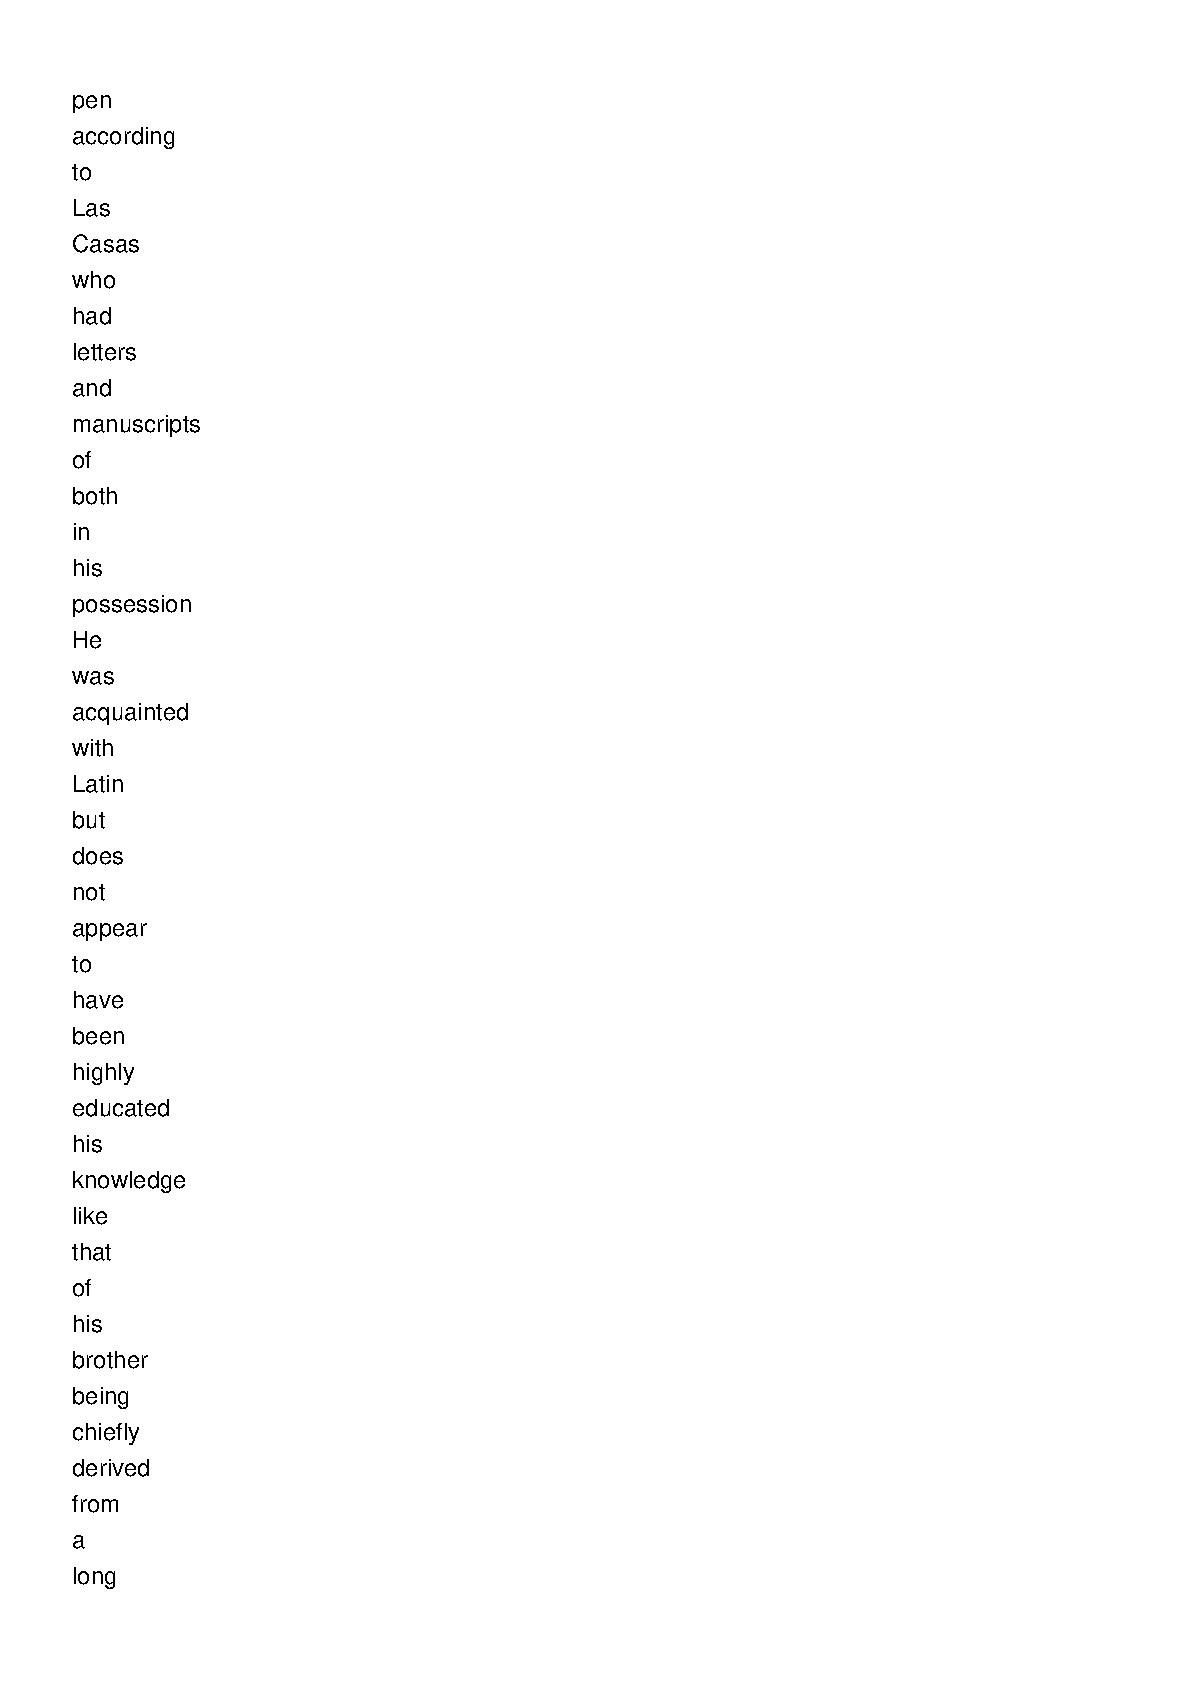 pen
according
to
Las
Casas
who
had
letters
and
manuscripts
of
both
in
his
possession
He
was
acquainted
with
Latin
but
does
not
appear
to
have
been
highly
educated
his
knowledge
like
that
of
his
brother
being
chiefly
derived
from
a
long